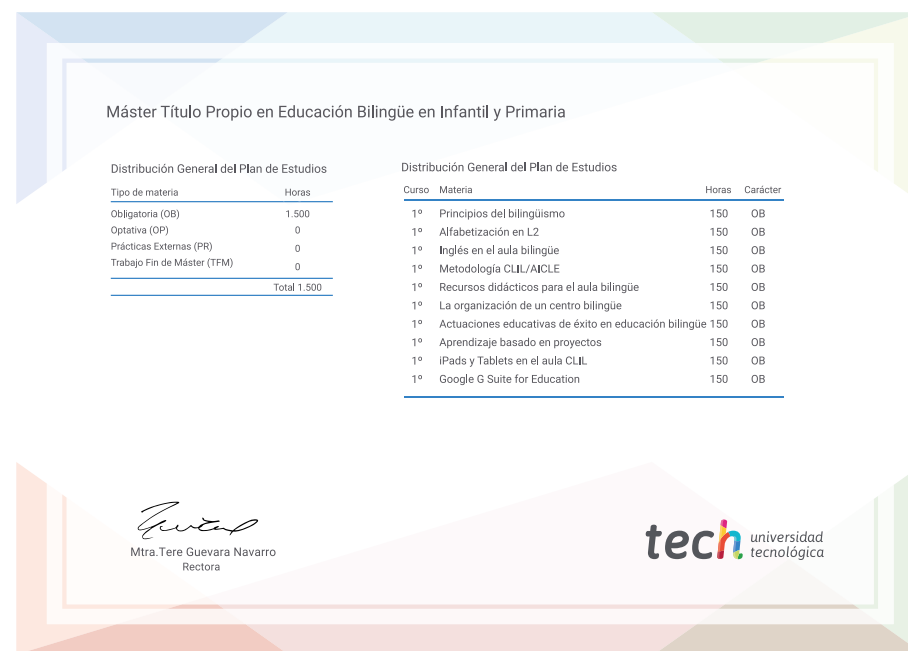 Máster Título Propio en Educación Bilingüe en Infantil y Primaria
Distribución General del Plan de Estudios
Tipo de materia Horas
Obligatoria (OB) 1.500
Optativa (OP) 0
Prácticas Externas (PR) 0
Trabajo Fin de Máster (TFM) 0
Total 1.500
Distribución General del Plan de Estudios
Curso Materia Horas Carácter
1º Principios del bilingüismo 150 OB
1º Alfabetización en L2 150 OB
1º Inglés en el aula bilingüe 150 OB
1º Metodología CLIL/AICLE 150 OB
1º Recursos didácticos para el aula bilingüe 150 OB
1º La organización de un centro bilingüe 150 OB
1º Actuaciones educativas de éxito en educación bilingüe 150 OB
1º Aprendizaje basado en proyectos 150 OB
1º iPads y Tablets en el aula CLIL 150 OB
1º Google G Suite for Education 150 OB
Mtra.Tere Guevara Navarro
Rectora
tech universidad
tecnológica